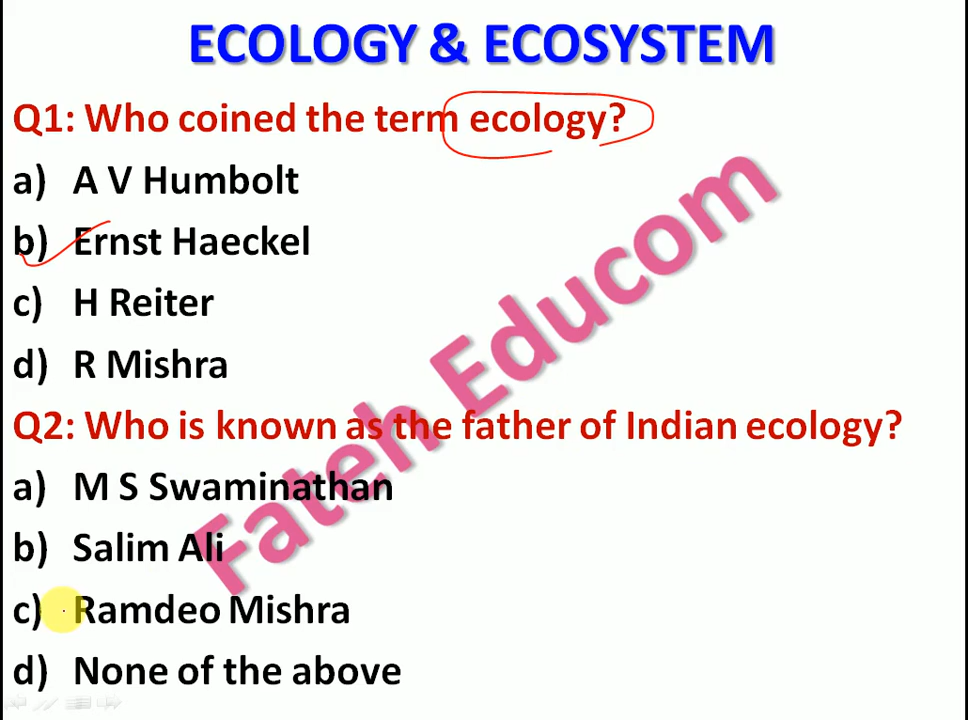 ECOLOGY & ECOSYSTEM
Q1: Who coined the term ecology?
a) A V Humbolt
b) Ernst Haeckel
c) H Reiter
d) R Mishra
Q2: Who is known as the father of Indian ecology?
a) M S Swaminathan
b) Salim Ali
c) Ramdeo Mishra
d) None of the above
Fateh Educom